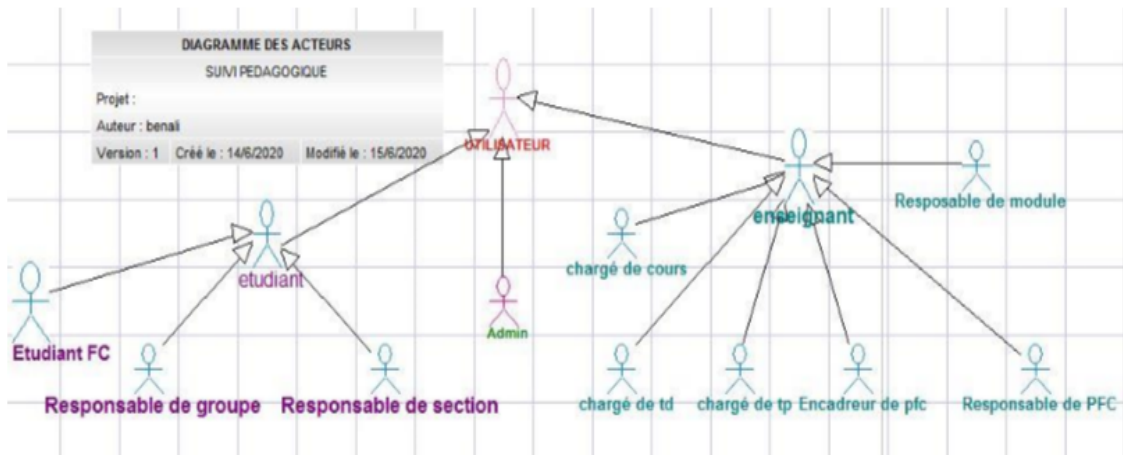 DIAGRAMME DES ACTEURS
SUIVI PEDAGOGIQUE
Projet :
Auteur : benali
Version : 1 Créé le : 14/6/2020 Modifié le : 15/6/2020
UTILISATEUR
enseignant
Resposable de module
chargé de cours
etudiant
Admin
Etudiant FC
Responsable de groupe
Responsable de section
chargé de td
chargé de tp
Encadreur de pfc
Responsable de PFC